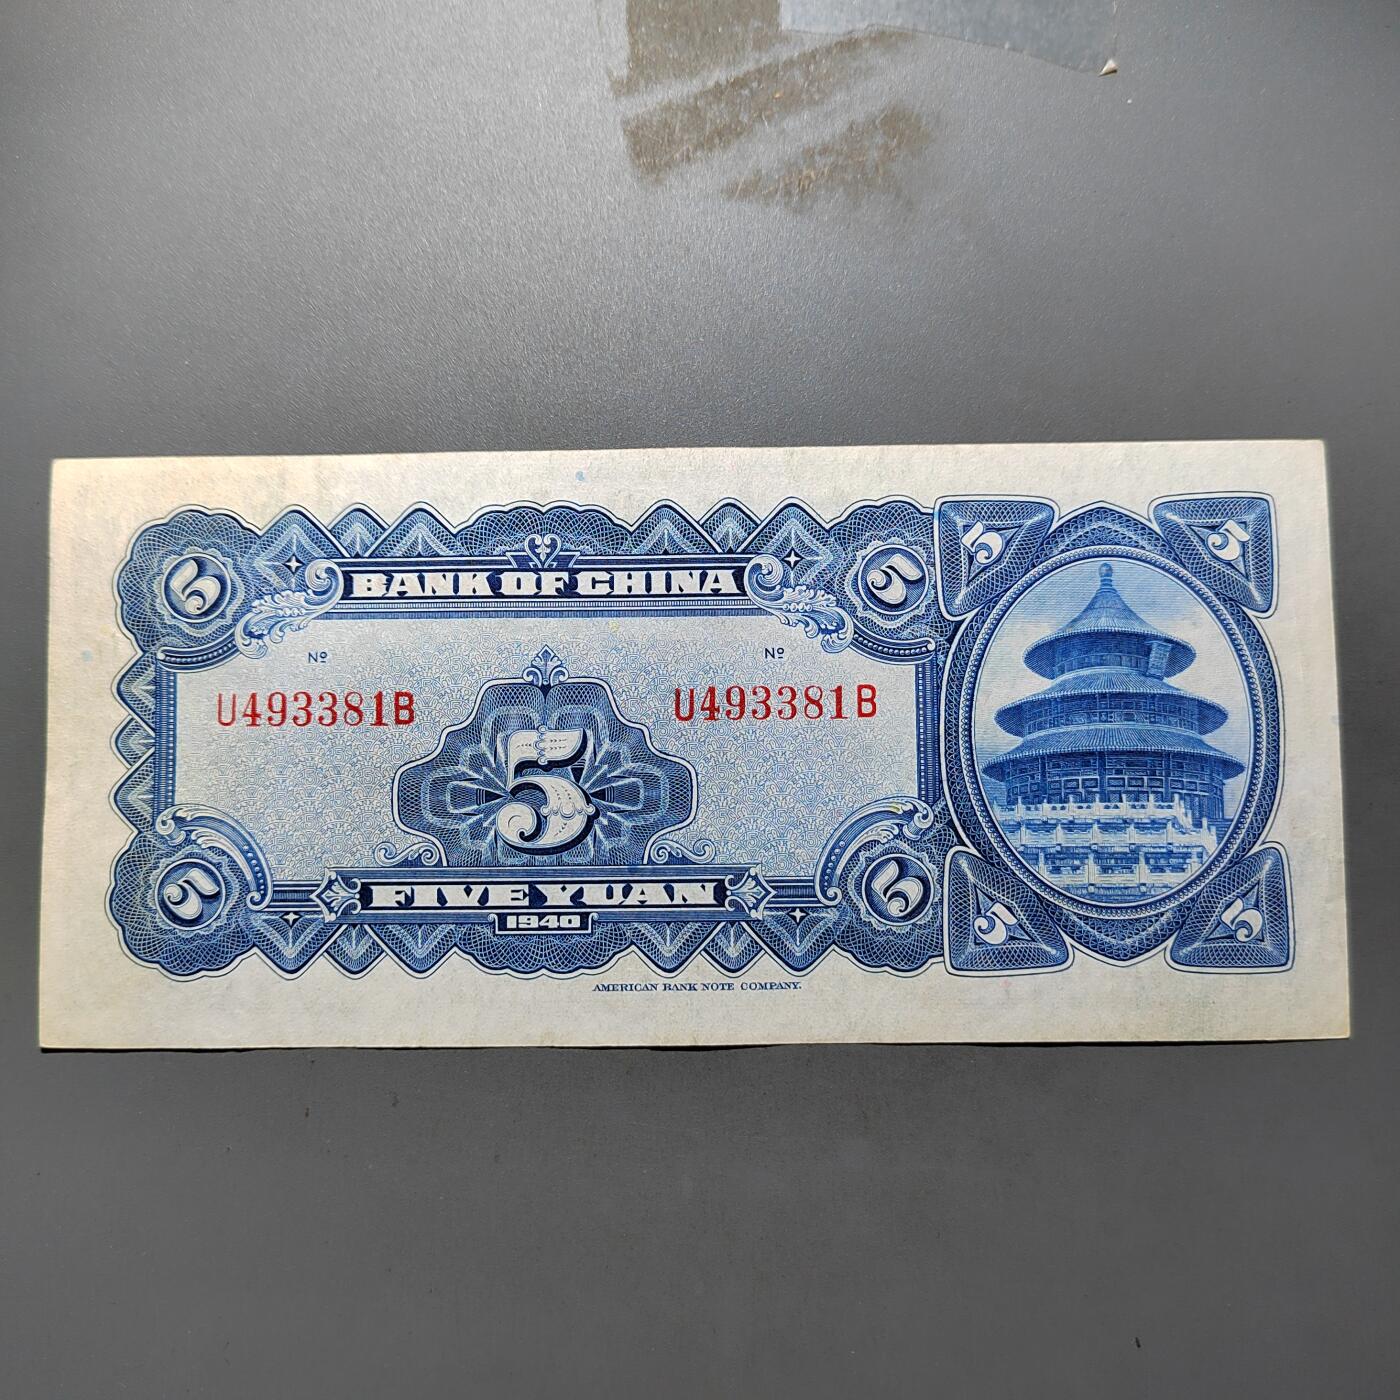 BANK OF CHINA
5 5 5 5
Nº Nº
U493381B U493381B
5
5 5 5 5
FIVE YUAN
1940
AMERICAN BANK NOTE COMPANY.